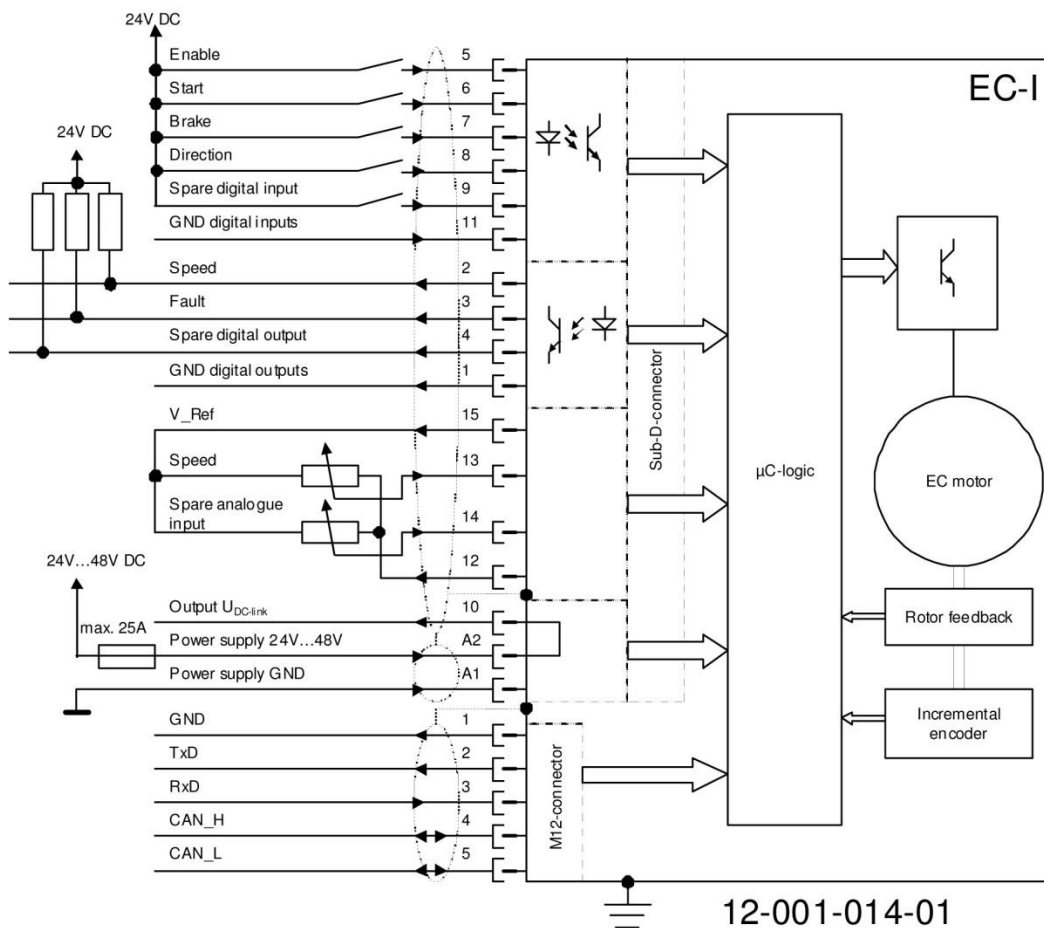 24V DC
Enable
5
EC-I
Start
6
Brake
7
24V DC
Direction
8
Spare digital input
9
GND digital inputs
11
Speed
2
Fault
3
Spare digital output
4
GND digital outputs
1
V_Ref
15
Speed
13
Spare analogue
input
14
12
24V...48V DC
Output UDC-link
10
max. 25A
Power supply 24V...48V
A2
Power supply GND
A1
GND
1
TxD
2
RxD
3
CAN_H
4
CAN_L
5
Sub-D-connector
M12-connector
µC-logic
EC motor
Rotor feedback
Incremental
encoder
12-001-014-01